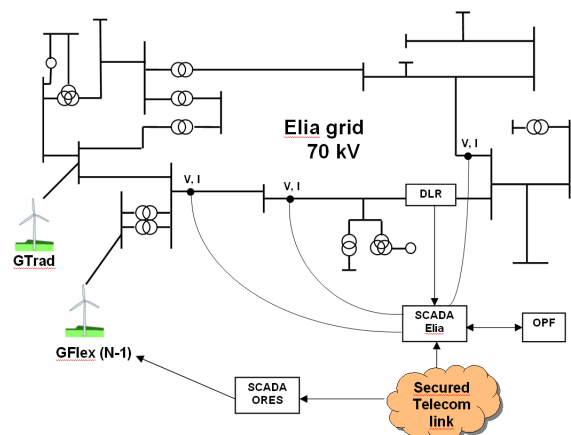 Elia grid
70 kV
V, I
V, I
V, I
DLR
GTrad
SCADA
Elia
OPF
GFlex (N-1)
SCADA
ORES
Secured
Telecom
link